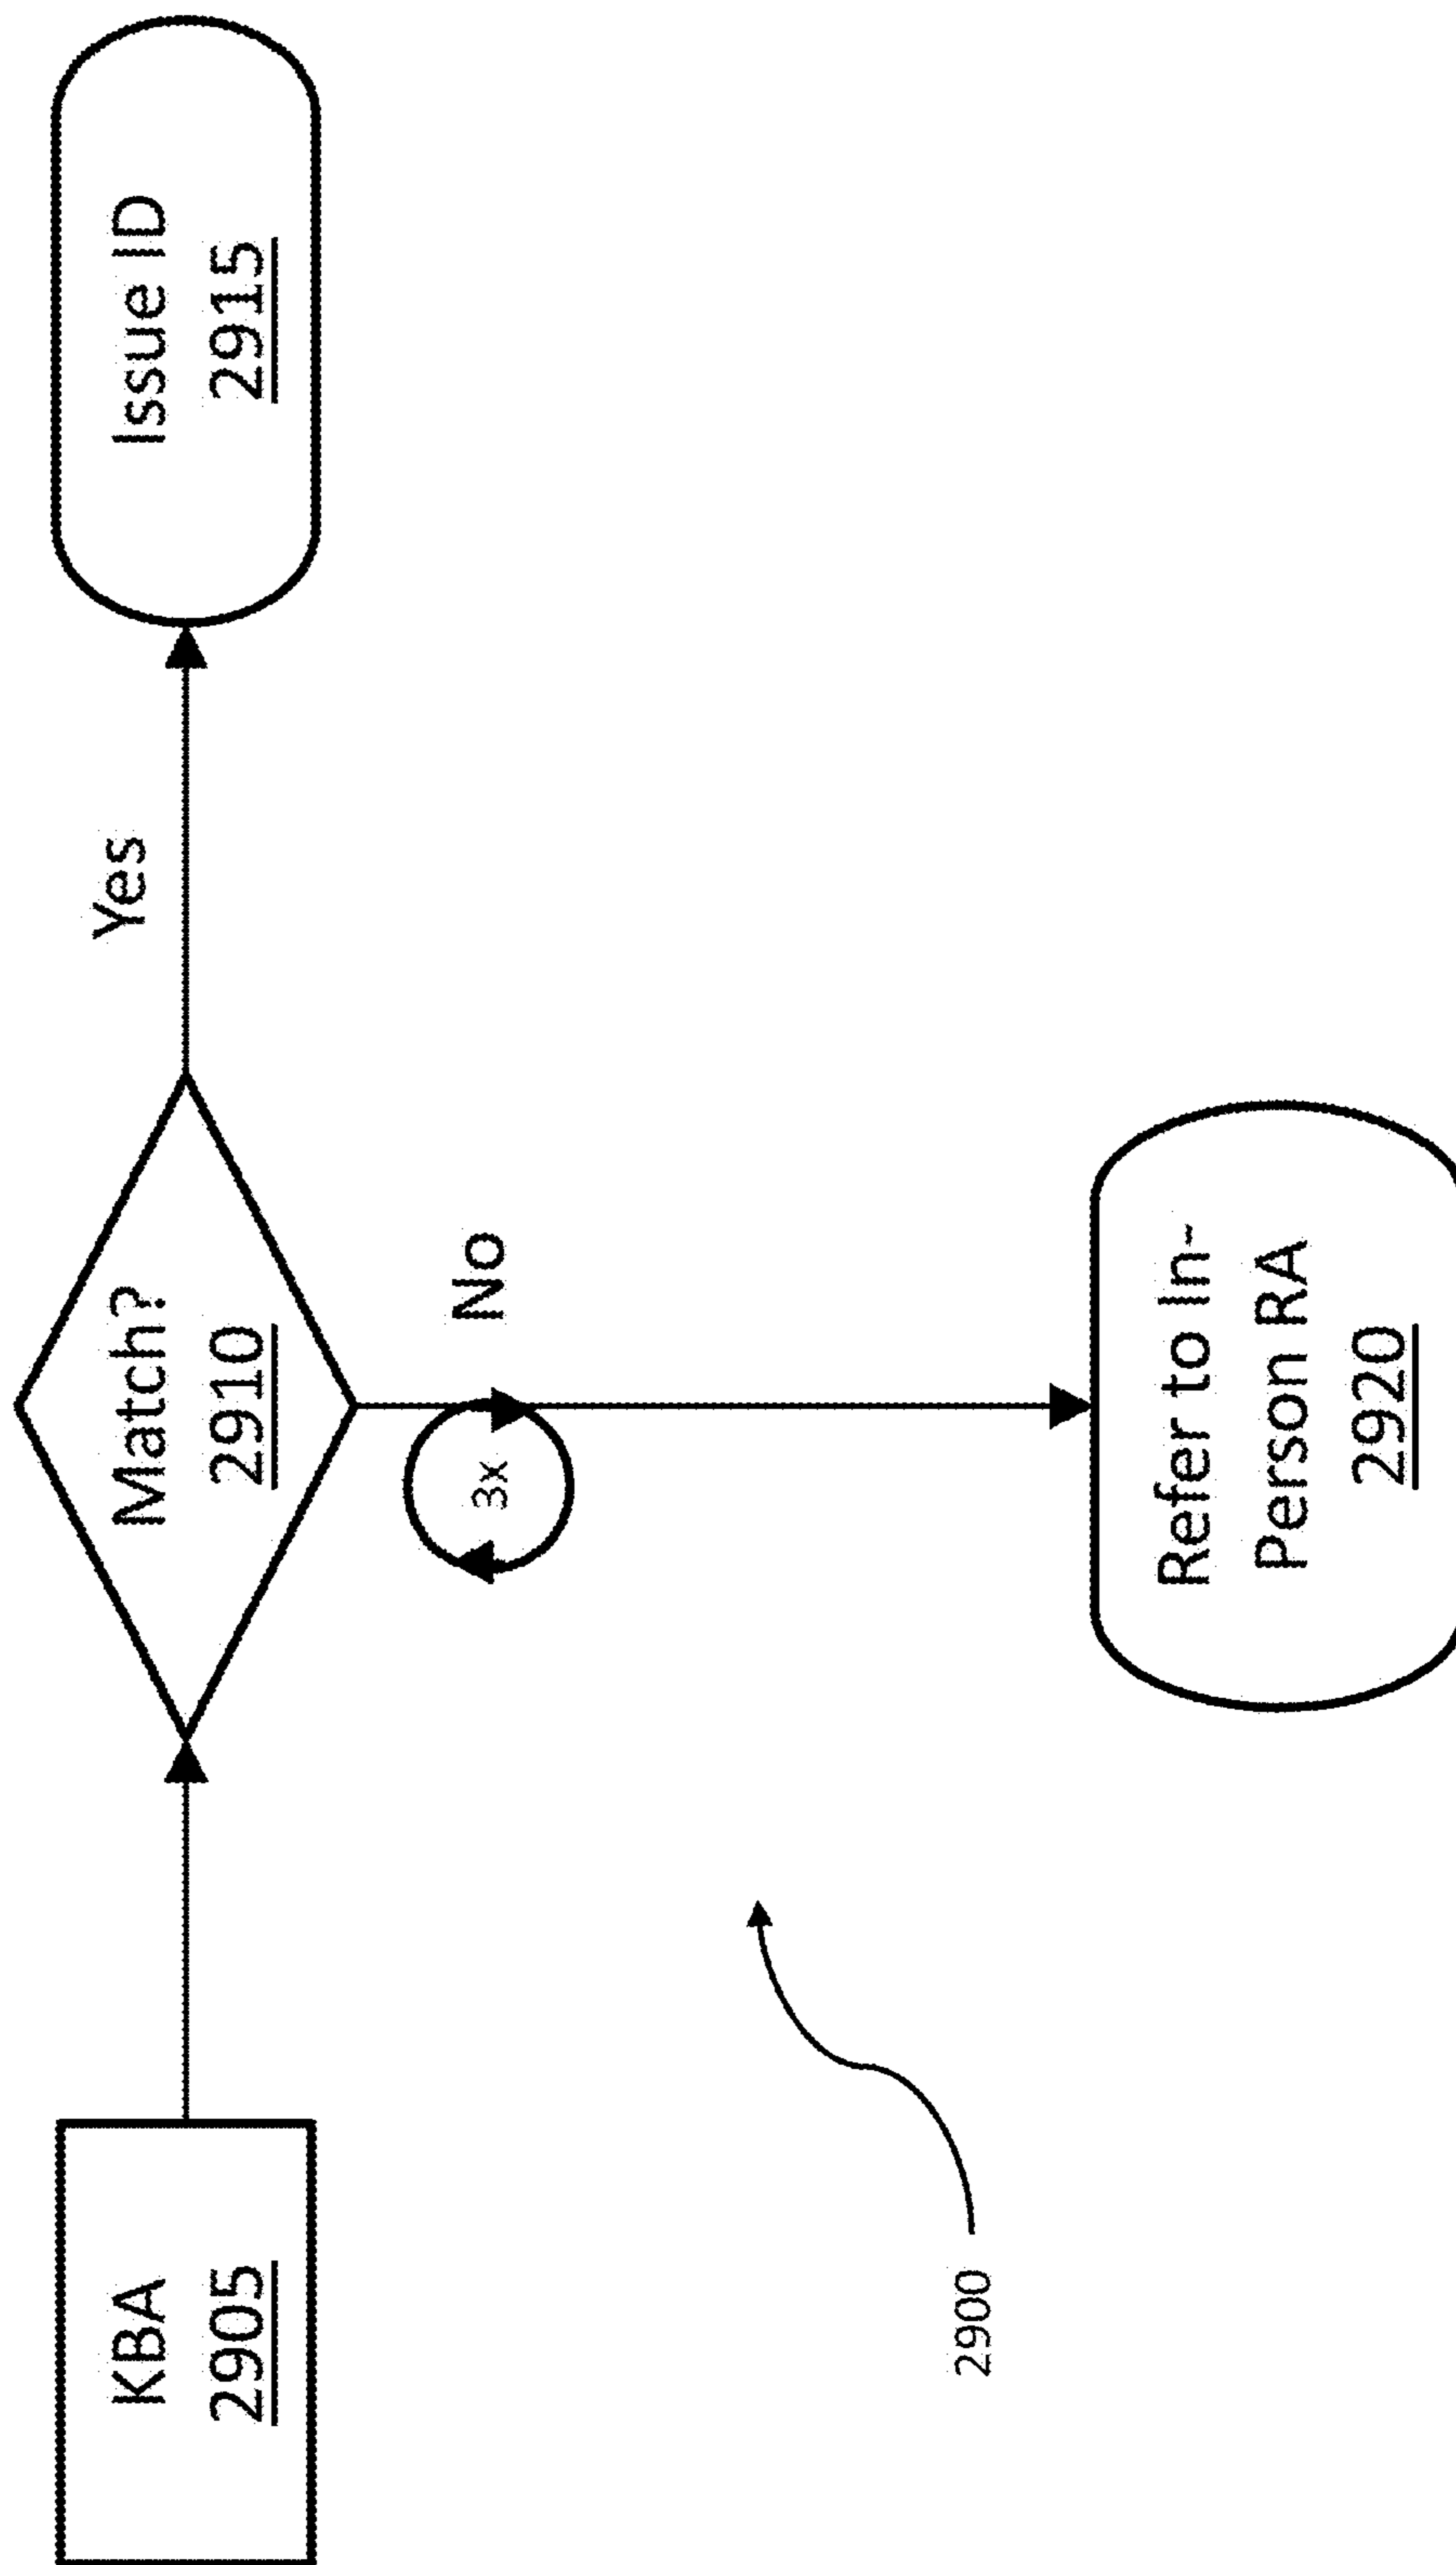 KBA
2905
Match?
2910
Yes
Issue ID
2915
3x
No
Refer to In-
Person RA
2920
2900